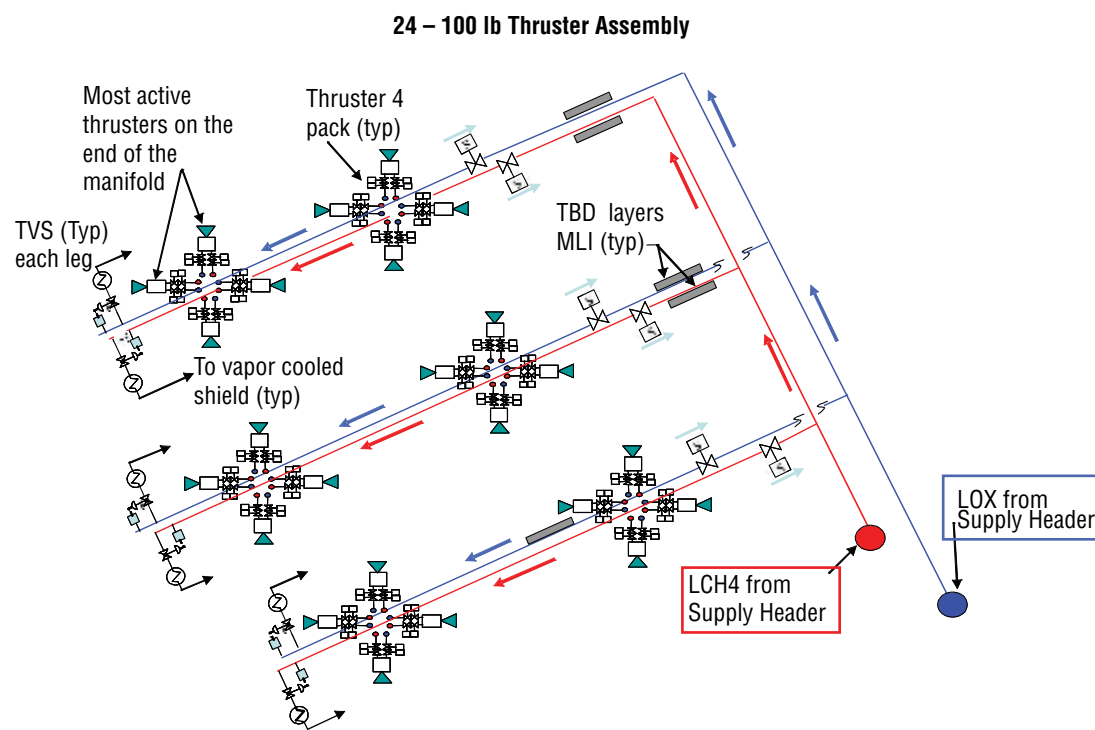 24 – 100 lb Thruster Assembly
Most active
thrusters on the
end of the
manifold
Thruster 4
pack (typ)
TVS (Typ)
each leg
TBD layers
MLI (typ)
To vapor cooled
shield (typ)
LOX from
Supply Header
LCH4 from
Supply Header